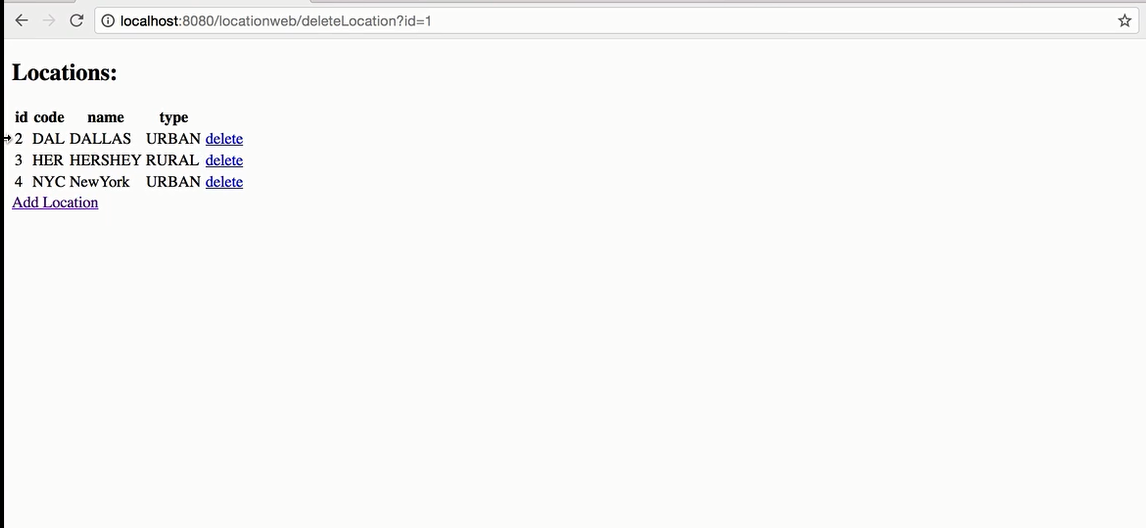 localhost:8080/locationweb/deleteLocation?id=1
Locations:
id code name type
2 DAL DALLAS URBAN delete
3 HER HERSHEY RURAL delete
4 NYC NewYork URBAN delete
Add Location